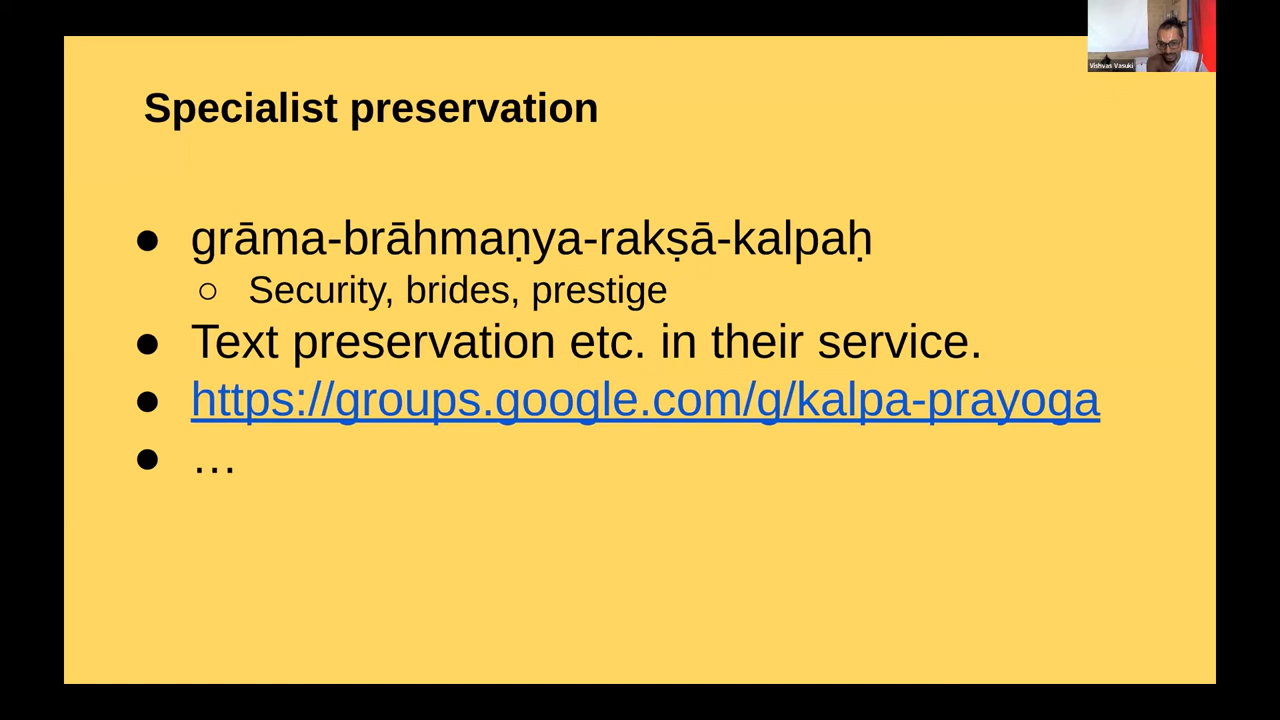 Vishvas Vasuki
Specialist preservation
● grāma-brāhmaṇya-rakṣā-kalpaḥ
○ Security, brides, prestige
● Text preservation etc. in their service.
● https://groups.google.com/g/kalpa-prayoga
● …